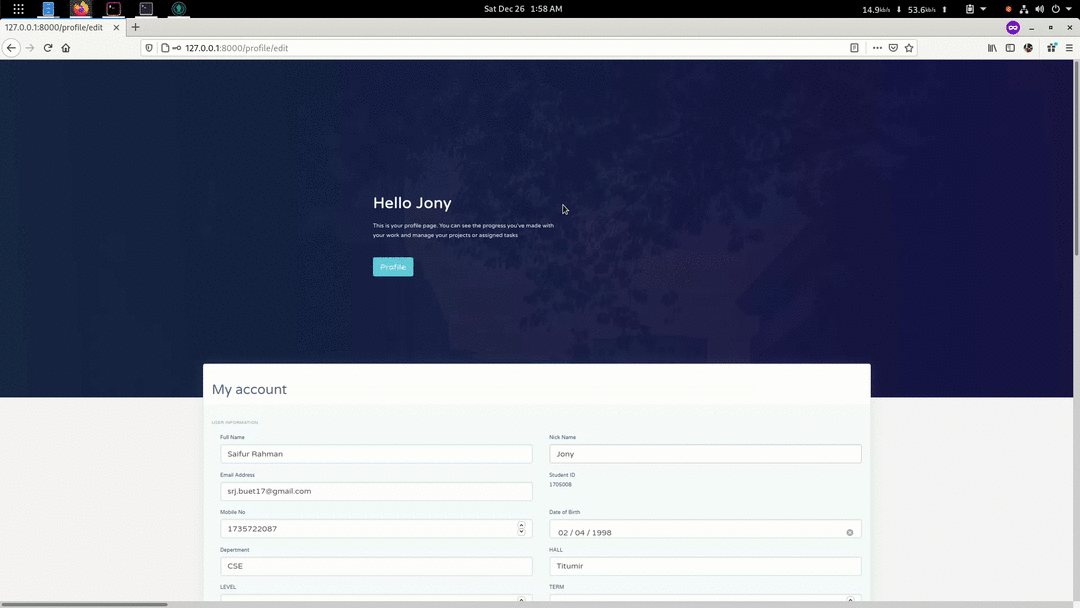 Sat Dec 26 1:58 AM
14.9kb/s 53.6kb/s
127.0.0.1:8000/profile/edit
127.0.0.1:8000/profile/edit
Hello Jony
This is your profile page. You can see the progress you've made with
your work and manage your projects or assigned tasks
Profile
My account
USER INFORMATION
Full Name
Nick Name
Saifur Rahman
Jony
Email Address
Student ID
srj.buet17@gmail.com
1705008
Mobile No
Date of Birth
1735722087
02 / 04 / 1998
Department
HALL
CSE
Titumir
LEVEL
TERM